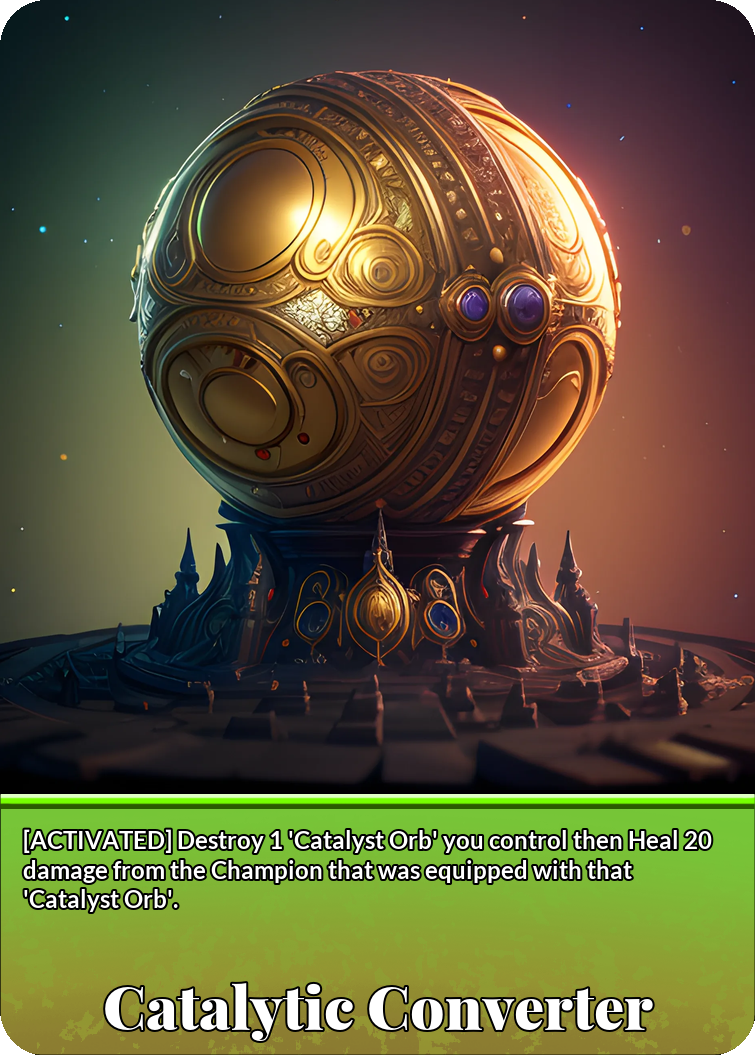 [ACTIVATED] Destroy 1 'Catalyst Orb' you control then Heal 20
damage from the Champion that was equipped with that
'Catalyst Orb'.
Catalytic Converter